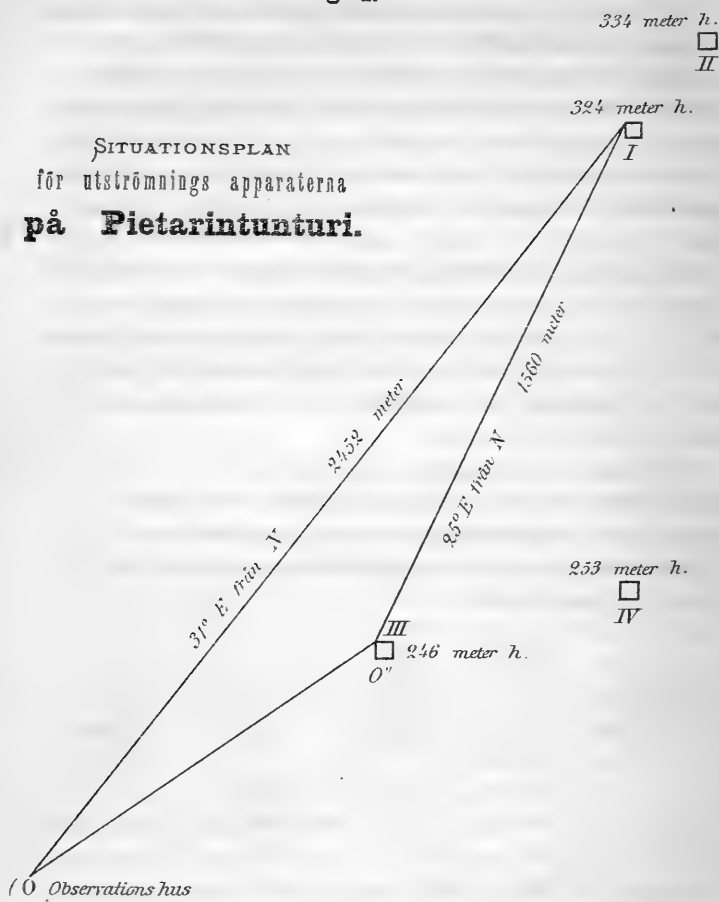 334 meter h.
II
324 meter h.
I
SITUATIONSPLAN
för utströmnings apparaterna
på Pietarintunturi.
1560 meter
2452 meter
25° E från N
31° E från N
253 meter h.
IV
III
246 meter h.
O"
(O Observations hus